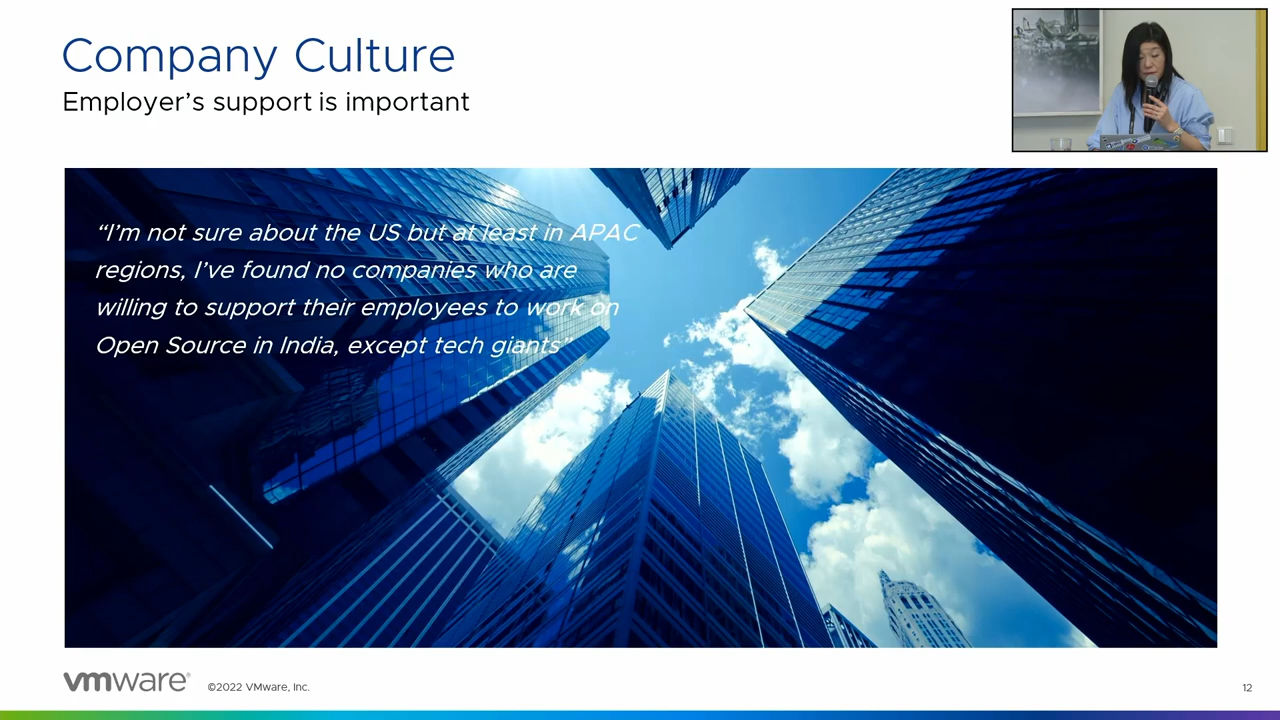 Company Culture
Employer’s support is important
“I’m not sure about the US but at least in APAC
regions, I’ve found no companies who are
willing to support their employees to work on
Open Source in India, except tech giants”
vmware®
©2022 VMware, Inc.
12